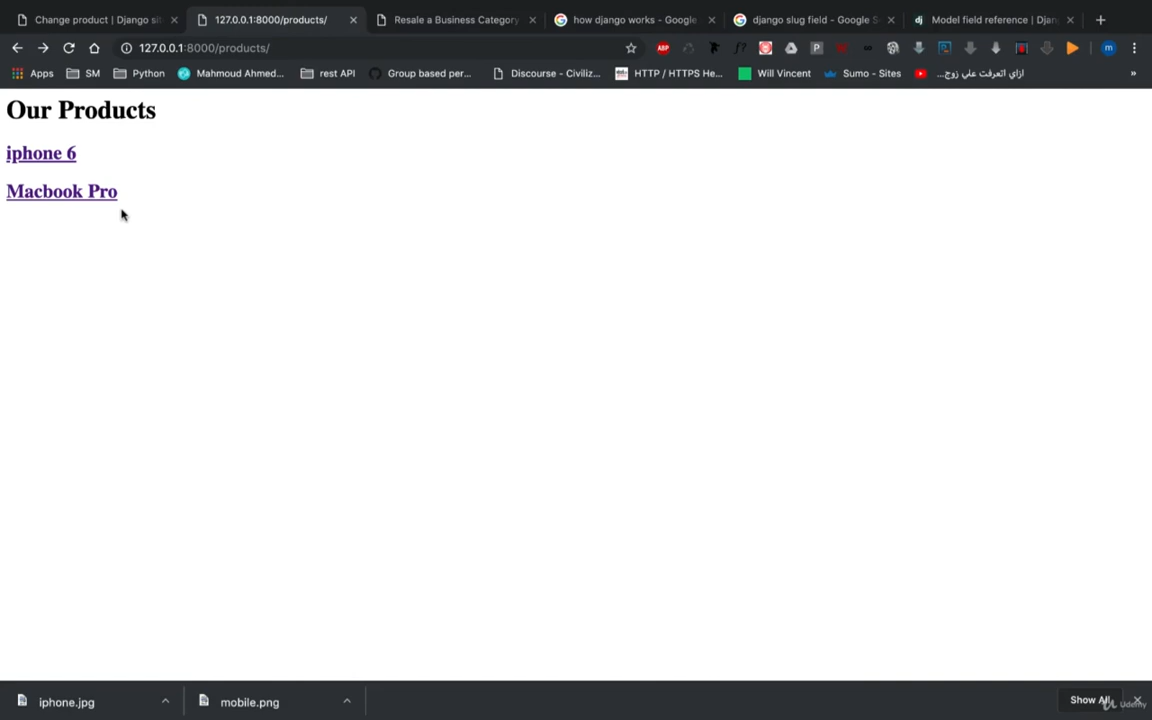 Change product | Django sit
127.0.0.1:8000/products/
Resale a Business Category
how django works - Google
django slug field - Google S
Model field reference | Djan
127.0.0.1:8000/products/
ABP
f?
P
m
Apps
SM
Python
Mahmoud Ahmed...
rest API
Group based per...
Discourse - Civiliz...
HTTP / HTTPS He...
Will Vincent
Sumo - Sites
ازاي اتعرفت علي زوج...
»
Our Products
iphone 6
Macbook Pro
iphone.jpg
mobile.png
Show All
Udemy